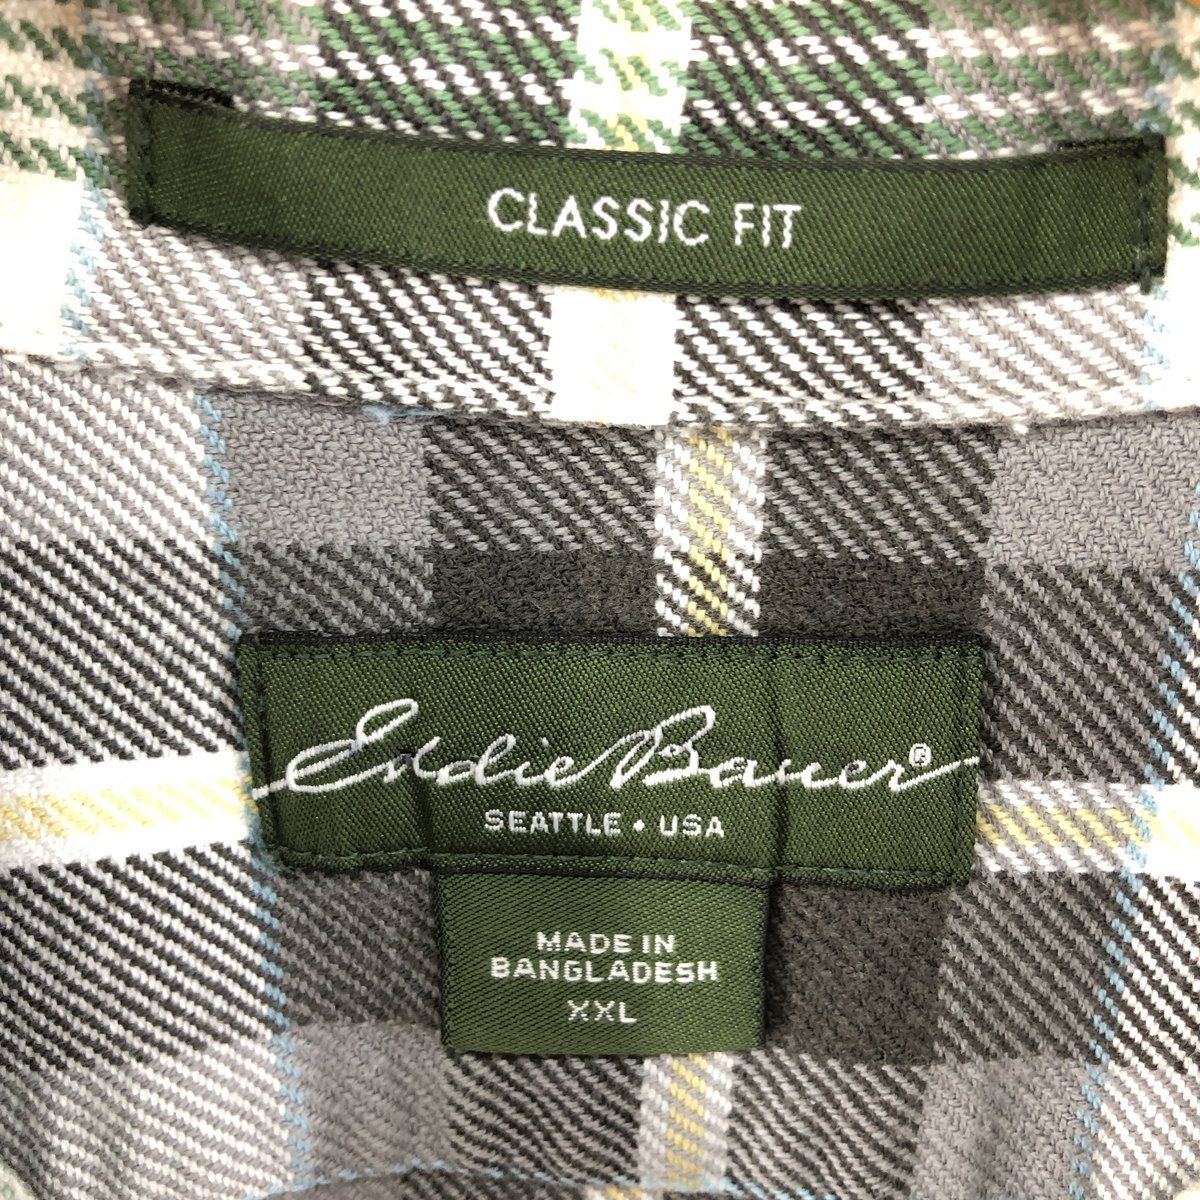 CLASSIC FIT
Eddie Bauer®
SEATTLE • USA
MADE IN
BANGLADESH
XXL